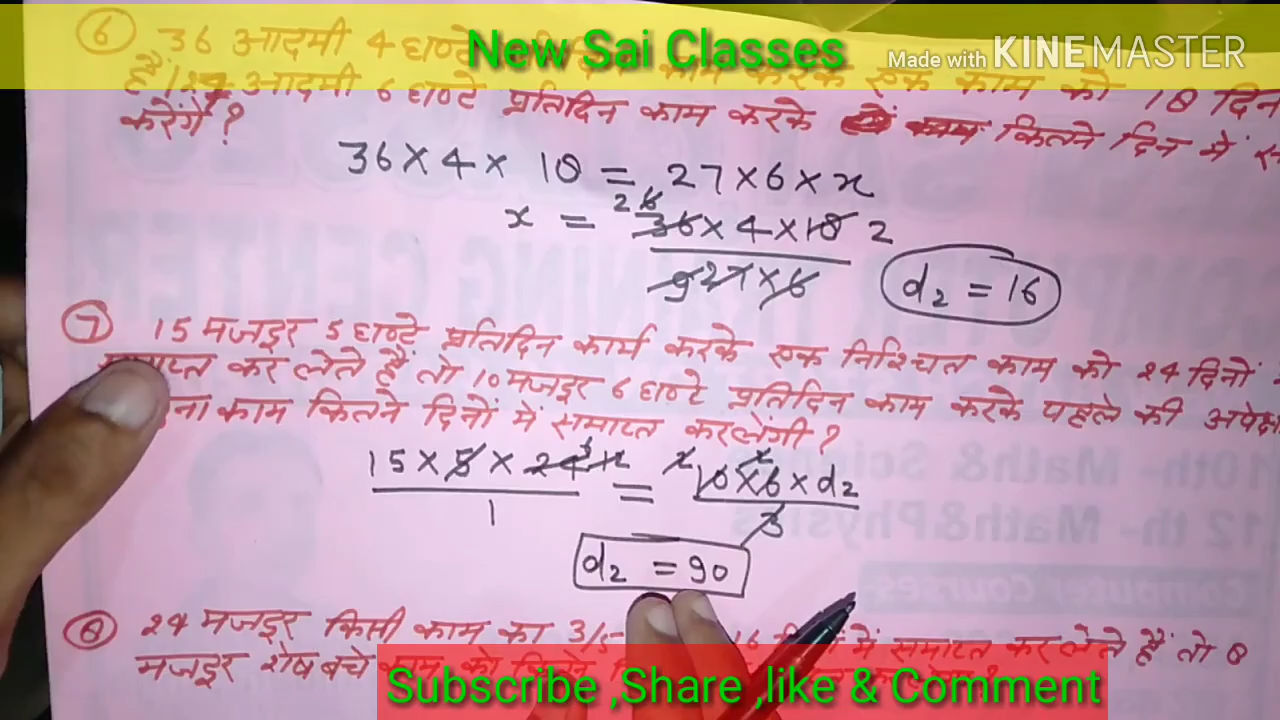 New Sai Classes
Made with KINEMASTER
⑥ 36 आदमी 4 घण्टे काम को 18 दिन
हैं। 27 आदमी 6 घण्टे प्रतिदिन काम करके कितने दिन में
करेंगे ?
36 × 4 × 18 = 27 × 6 × x
x = 36 × 4 × 18 2 / 27 × 6
d2 = 16
⑦ 15 मजदूर 5 घण्टे प्रतिदिन कार्य करके एक निश्चित काम को 24 दिनों
कर लेते हैं तो 10 मजदूर 6 घण्टे प्रतिदिन काम करके पहले की
काम कितने दिनों में समाप्त करलेंगी ?
15 × 5 × 24 / 1 = 10 × 6 × d2 / 3
d2 = 90
⑧ 24 मजदूर किसी काम का 3/5 16 में समाप्त कर लेते हैं तो 8
मजदूर शेष बचे
Subscribe ,Share ,like & Comment